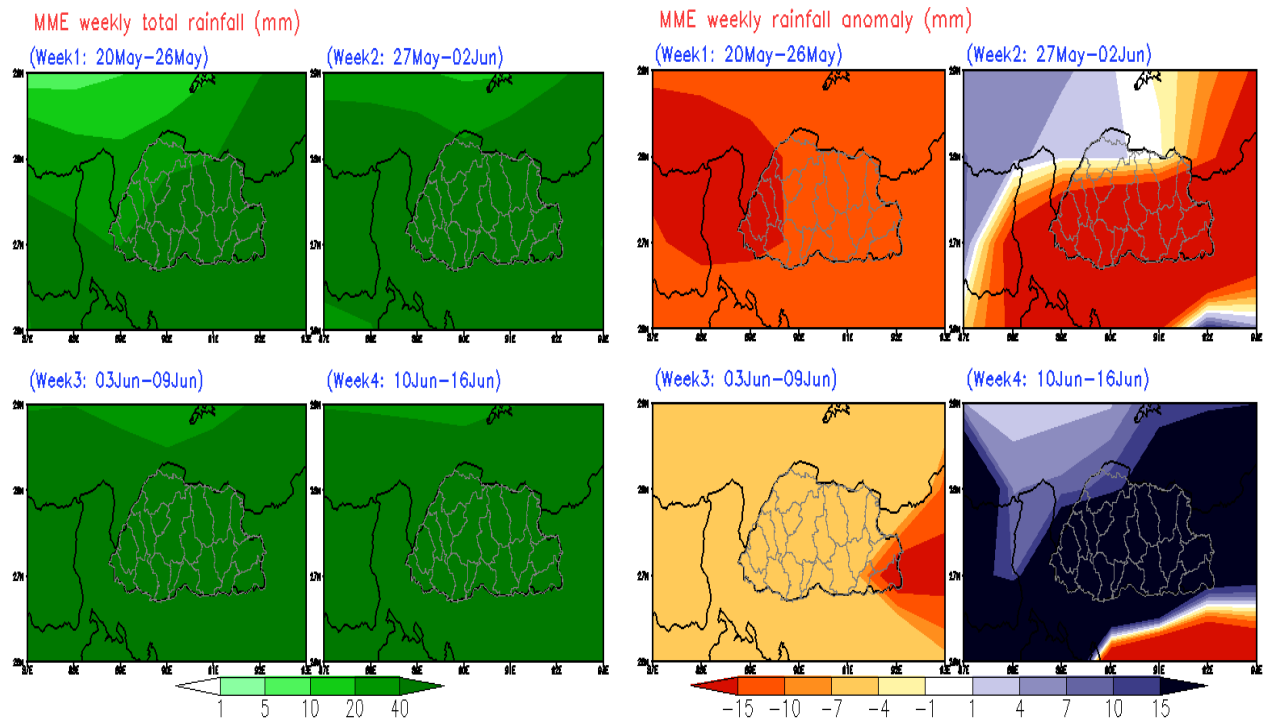 MME weekly total rainfall (mm)
(Week1: 20May-26May)
(Week2: 27May-02Jun)
(Week3: 03Jun-09Jun)
(Week4: 10Jun-16Jun)
1 5 10 20 40
MME weekly rainfall anomaly (mm)
(Week1: 20May-26May)
(Week2: 27May-02Jun)
(Week3: 03Jun-09Jun)
(Week4: 10Jun-16Jun)
-15 -10 -7 -4 -1 1 4 7 10 15